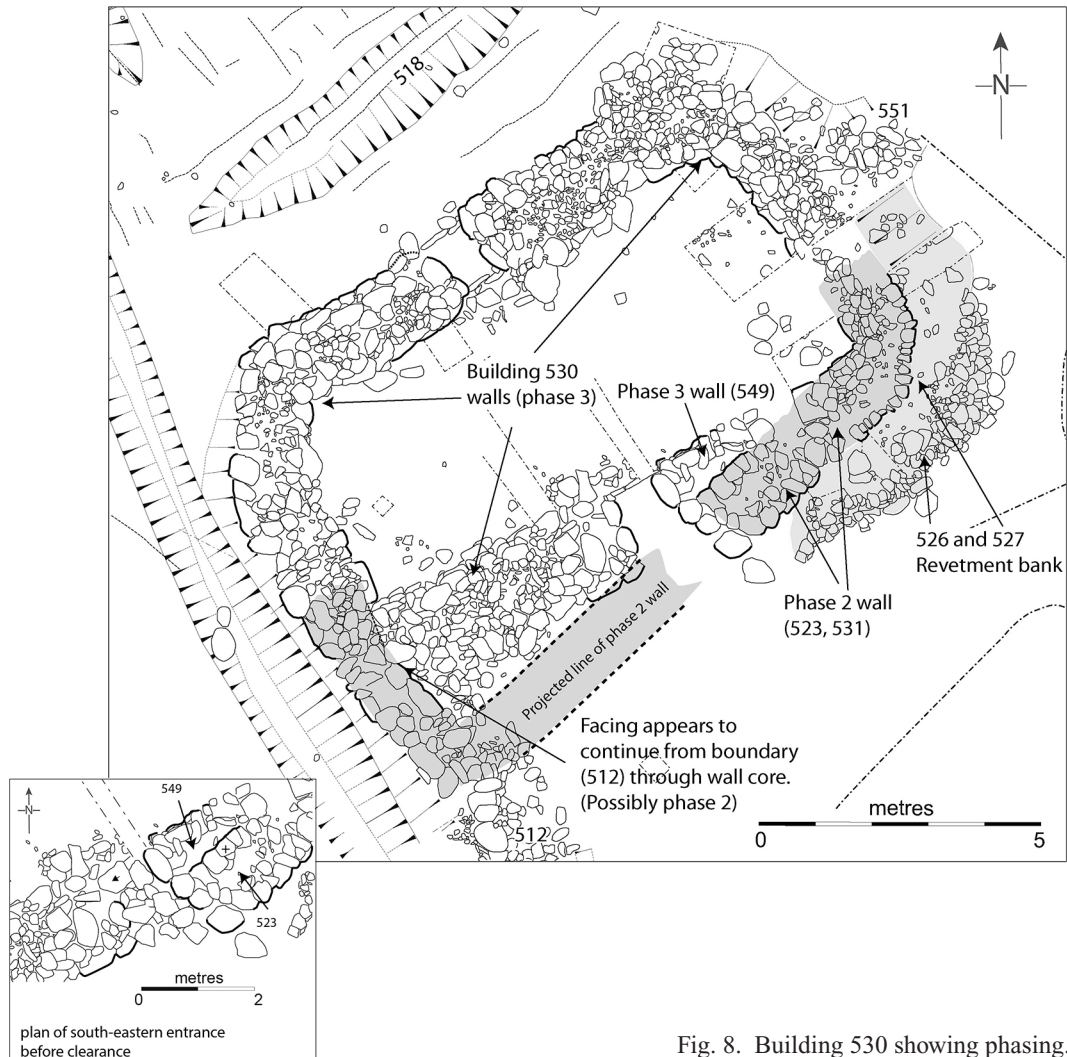 518
551
N
Building 530
walls (phase 3)
Phase 3 wall (549)
526 and 527
Revetment bank
Phase 2 wall
(523, 531)
Projected line of phase 2 wall
Facing appears to
continue from boundary
(512) through wall core.
(Possibly phase 2)
512
metres
0 5
N
549
523
metres
0 2
plan of south-eastern entrance
before clearance
Fig. 8. Building 530 showing phasing.